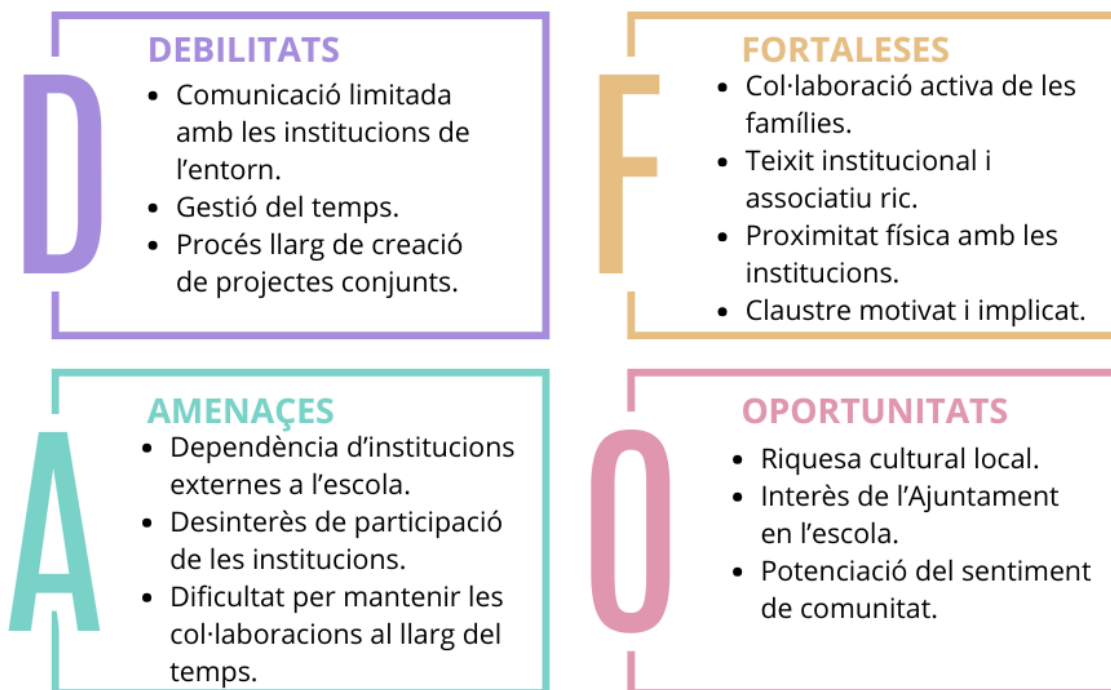 D
DEBILITATS
• Comunicació limitada
amb les institucions de
l’entorn.
• Gestió del temps.
• Procés llarg de creació
de projectes conjunts.
F
FORTALESES
• Col·laboració activa de les
famílies.
• Teixit institucional i
associatiu ric.
• Proximitat física amb les
institucions.
• Claustre motivat i implicat.
A
AMENAÇES
• Dependència d’institucions
externes a l’escola.
• Desinterès de participació
de les institucions.
• Dificultat per mantenir les
col·laboracions al llarg del
temps.
O
OPORTUNITATS
• Riquesa cultural local.
• Interès de l’Ajuntament
en l’escola.
• Potenciació del sentiment
de comunitat.